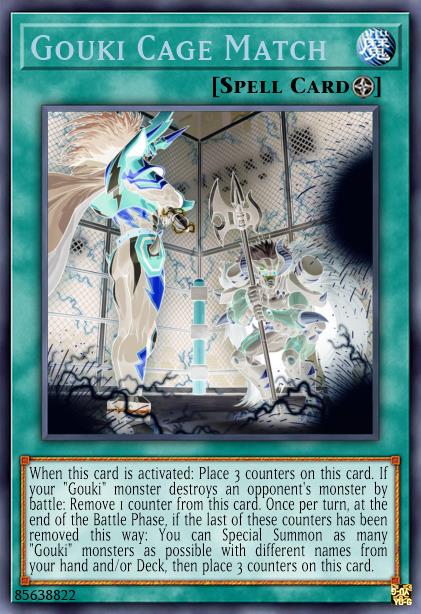 GOUKI CAGE MATCH
魔
[SPELL CARD]
When this card is activated: Place 3 counters on this card. If
your "Gouki" monster destroys an opponent's monster by
battle: Remove 1 counter from this card. Once per turn, at the
end of the Battle Phase, if the last of these counters has been
removed this way: You can Special Summon as many
"Gouki" monsters as possible with different names from
your hand and/or Deck, then place 3 counters on this card.
85638822